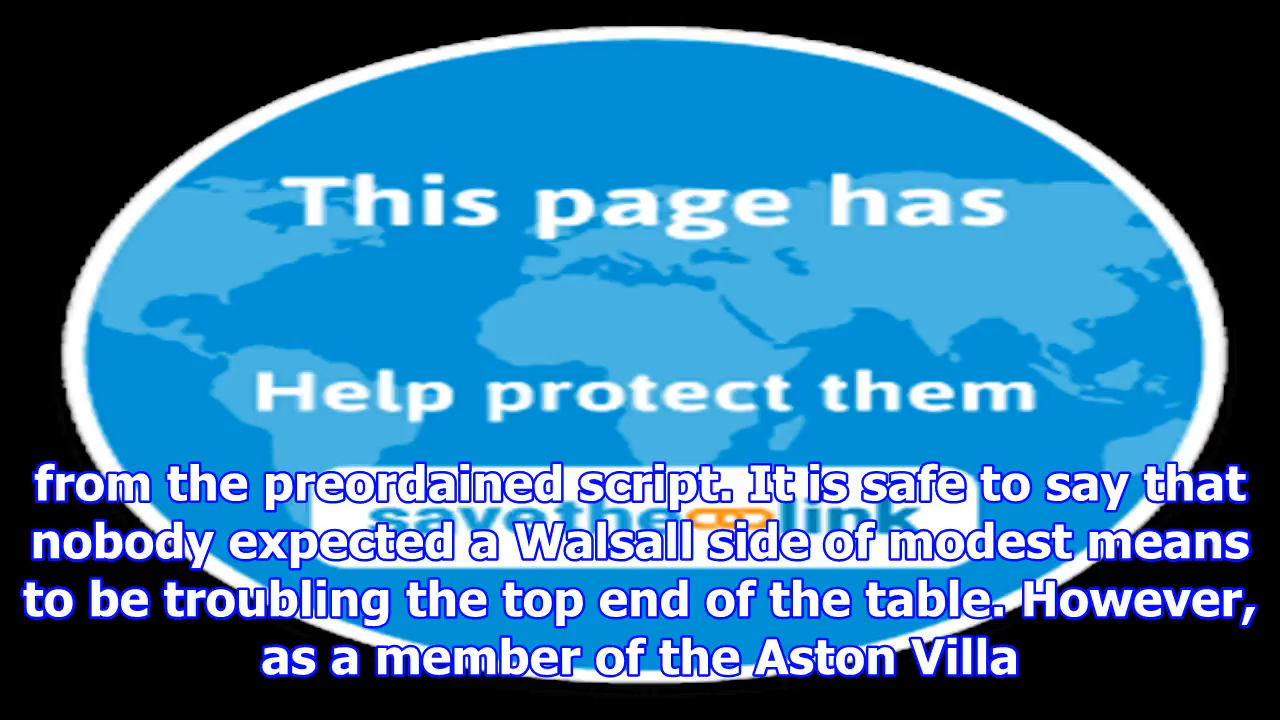 This page has
Help protect them
from the preordained script. It is safe to say that
savethe link
nobody expected a Walsall side of modest means
to be troubling the top end of the table. However,
as a member of the Aston Villa